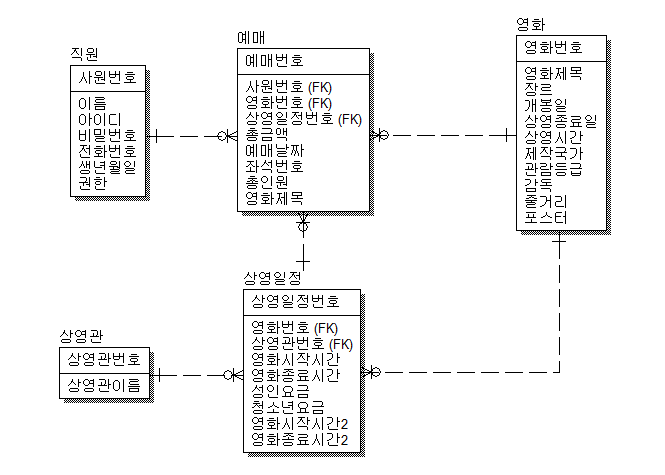 직원
사원번호
이름
아이디
비밀번호
전화번호
생년월일
권한
예매
예매번호
사원번호 (FK)
영화번호 (FK)
상영일정번호 (FK)
총금액
예매날짜
좌석번호
총인원
영화제목
영화
영화번호
영화제목
장르
개봉일
상영종료일
상영시간
제작국가
관람등급
감독
줄거리
포스터
상영관
상영관번호
상영관이름
상영일정
상영일정번호
영화번호 (FK)
상영관번호 (FK)
영화시작시간
영화종료시간
성인요금
청소년요금
영화시작시간2
영화종료시간2